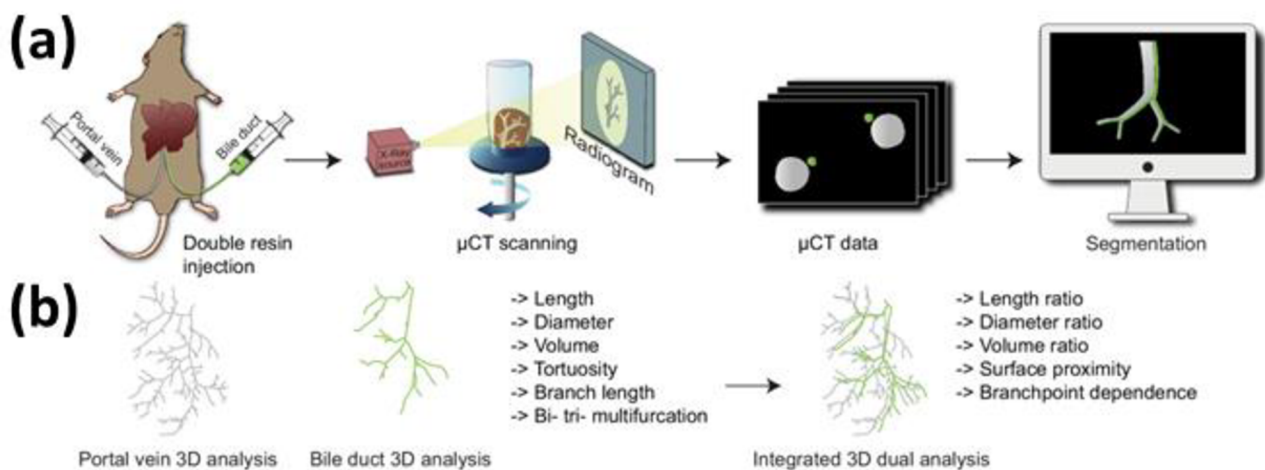 (a)
Portal vein
Bile duct
Double resin
injection
X-Ray
source
Radiogram
µCT scanning
µCT data
Segmentation
(b)
Portal vein 3D analysis
Bile duct 3D analysis
-> Length
-> Diameter
-> Volume
-> Tortuosity
-> Branch length
-> Bi- tri- multifurcation
Integrated 3D dual analysis
-> Length ratio
-> Diameter ratio
-> Volume ratio
-> Surface proximity
-> Branchpoint dependence